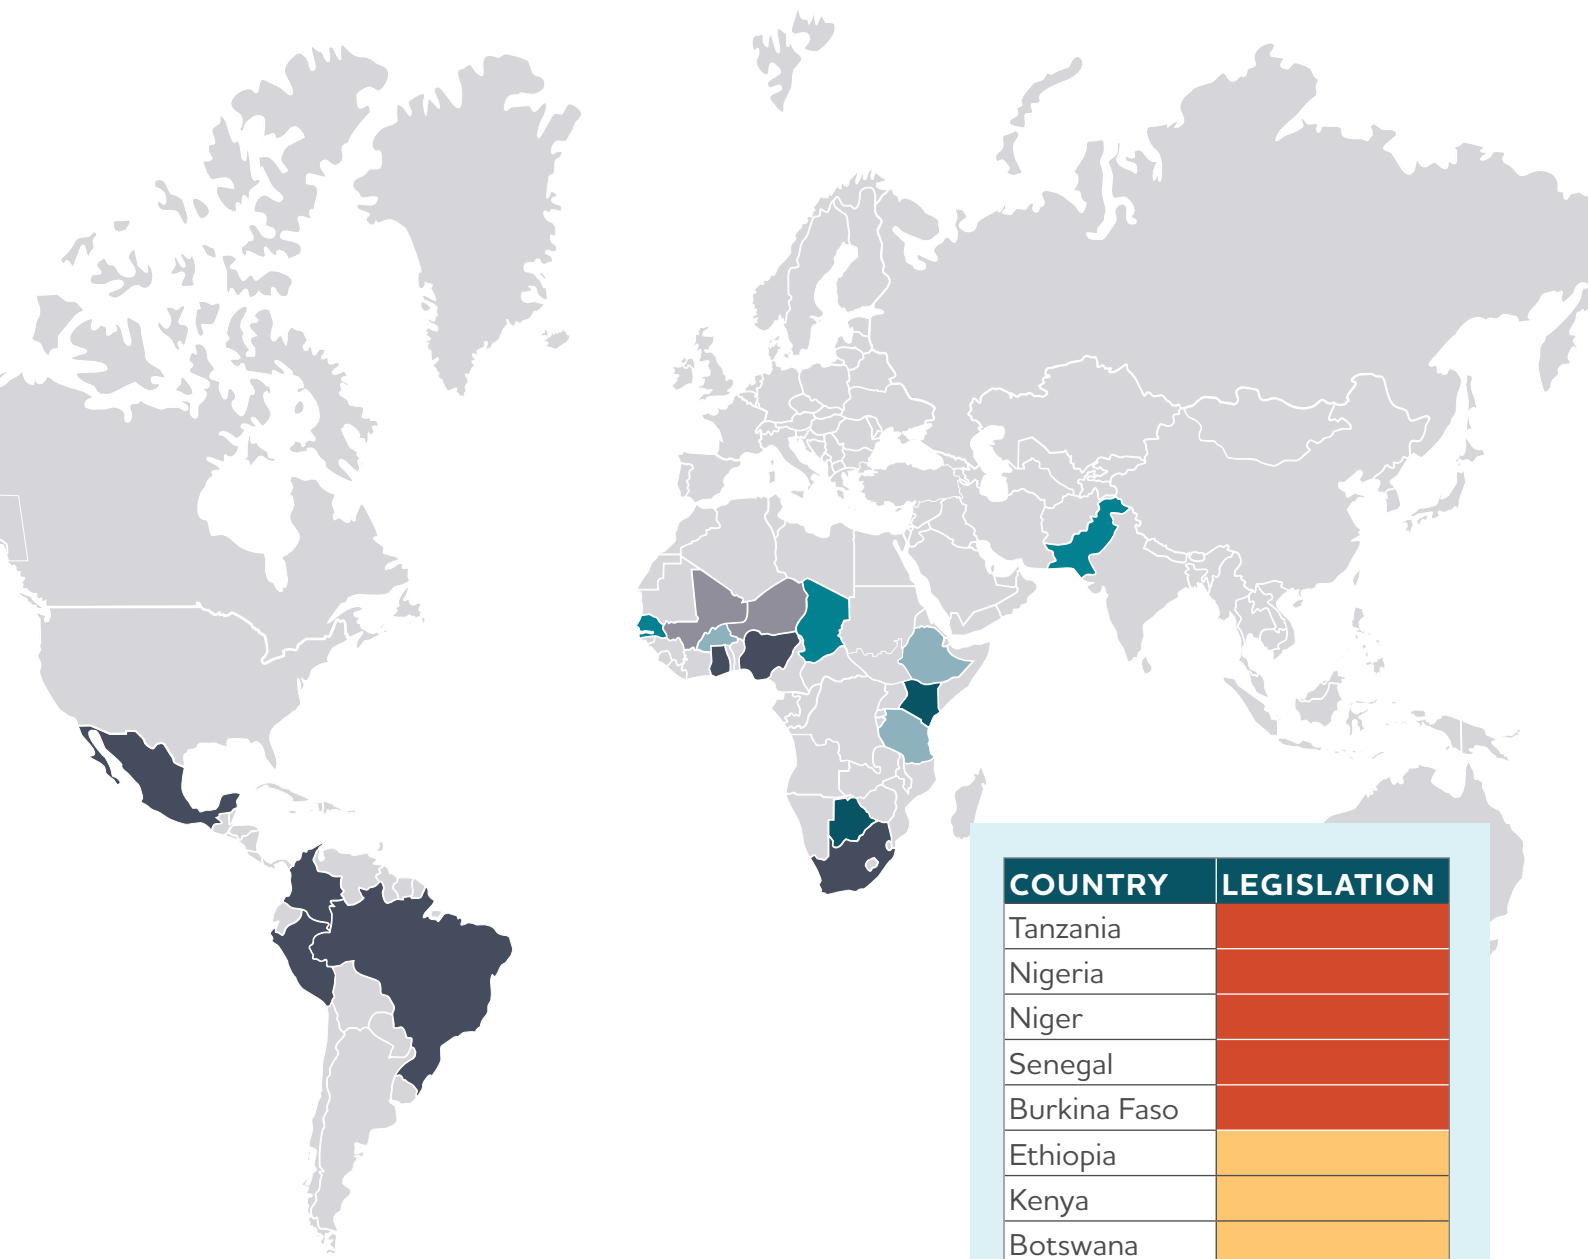 COUNTRY LEGISLATION
Tanzania
Nigeria
Niger
Senegal
Burkina Faso
Ethiopia
Kenya
Botswana